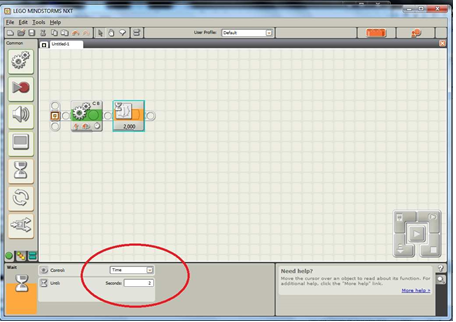 LEGO MINDSTORMS NXT
File Edit Tools Help
User Profile: Default
Common
Untitled-1
C B
2,000
Wait
Control:
Time
Until:
Seconds: 2
Need help?
Move the cursor over an object to read about its function. For
additional help, click the "More help" link.
More help »